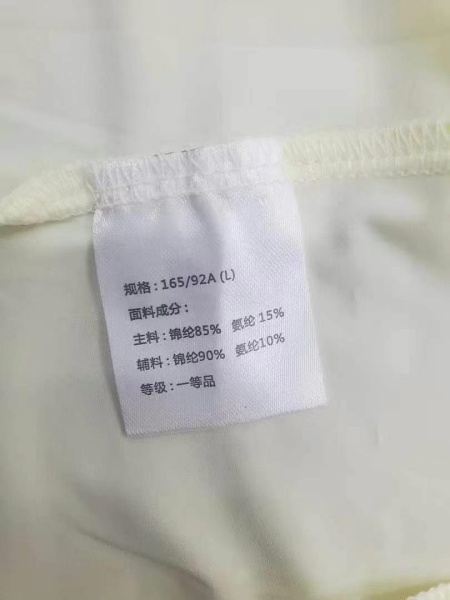 规格：165/92A (L)
面料成分：
主料：锦纶85% 氨纶 15%
辅料：锦纶90% 氨纶10%
等级：一等品